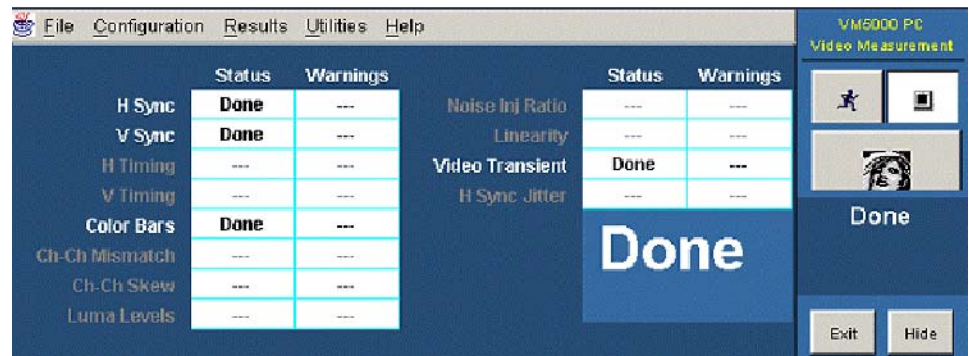 File Configuration Results Utilities Help
VM5000 PC
Video Measurement
Status Warnings
H Sync Done ---
V Sync Done ---
H Timing --- ---
V Timing --- ---
Color Bars Done ---
Ch-Ch Mismatch --- ---
Ch-Ch Skew --- ---
Luma Levels --- ---
Status Warnings
Noise Inj Ratio --- ---
Linearity --- ---
Video Transient Done ---
H Sync Jitter --- ---
Done
Done
Exit Hide